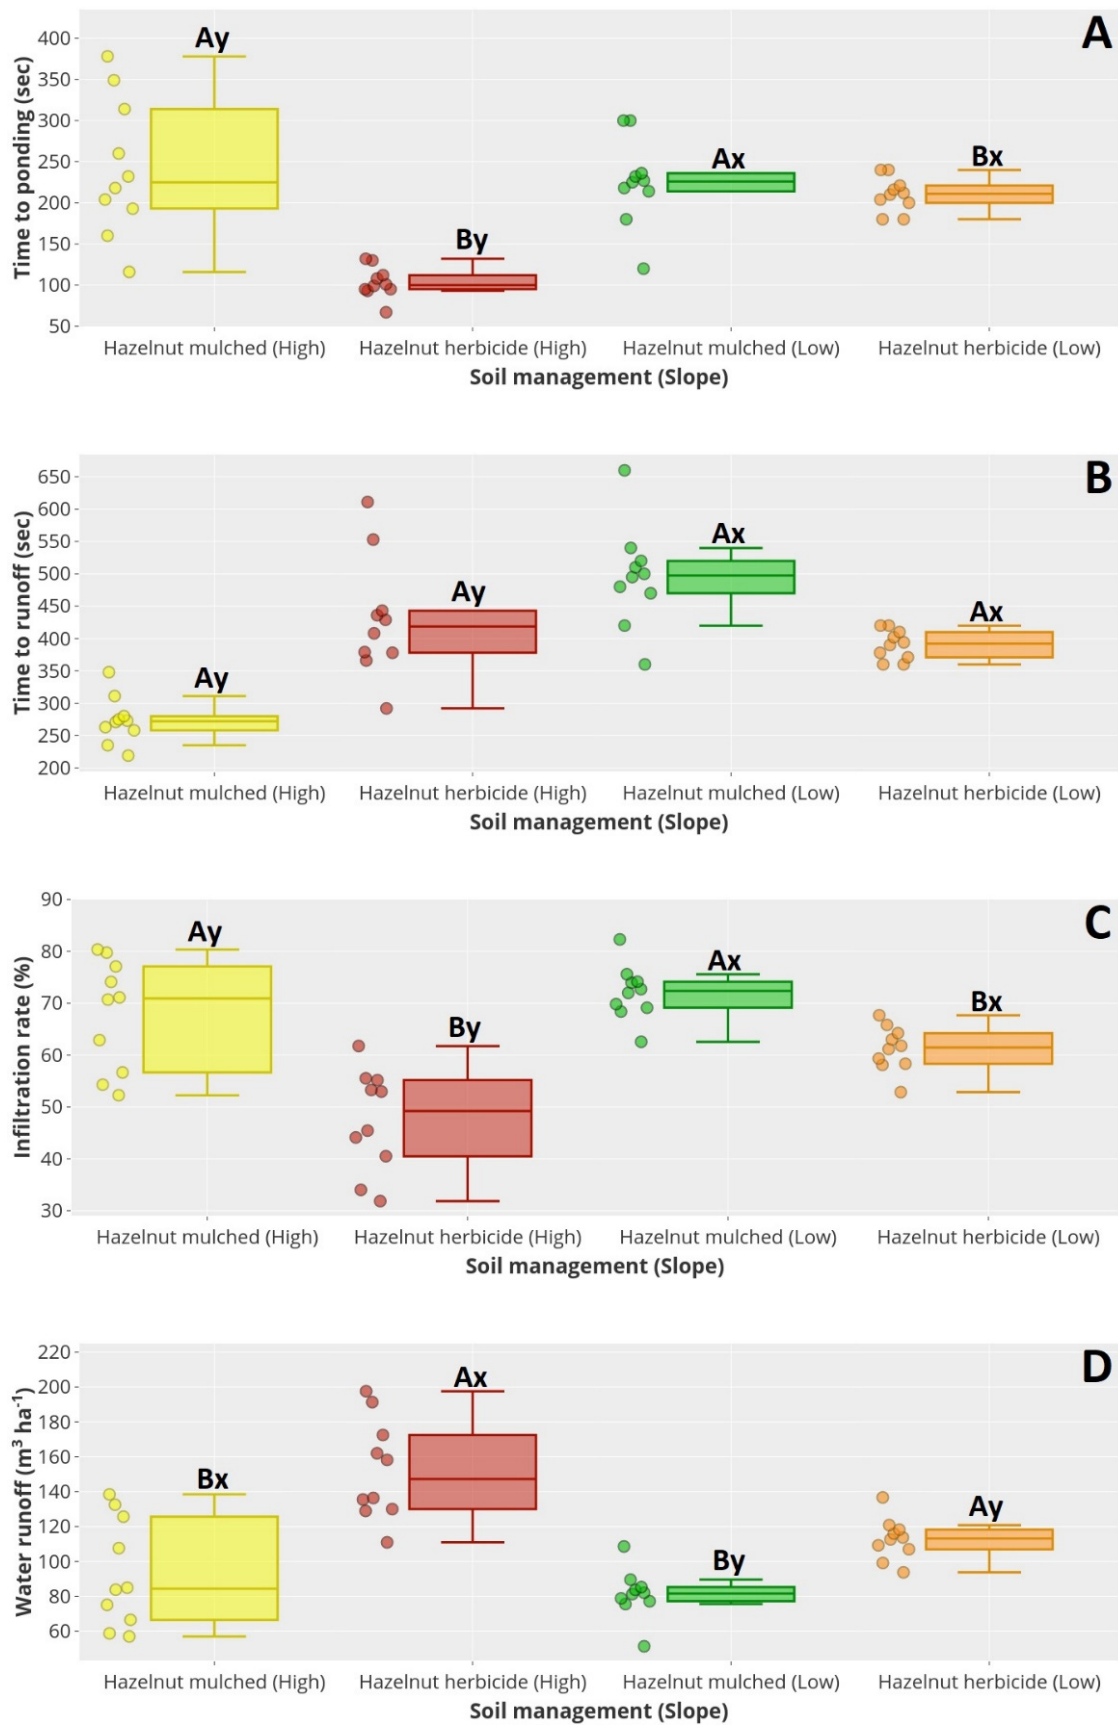 A
Time to ponding (sec)
400
350
300
250
200
150
100
50
Ay
By
Ax
Bx
Hazelnut mulched (High) Hazelnut herbicide (High) Hazelnut mulched (Low) Hazelnut herbicide (Low)
Soil management (Slope)
B
Time to runoff (sec)
650
600
550
500
450
400
350
300
250
200
Ay
Ay
Ax
Ax
Hazelnut mulched (High) Hazelnut herbicide (High) Hazelnut mulched (Low) Hazelnut herbicide (Low)
Soil management (Slope)
C
Infiltration rate (%)
90
80
70
60
50
40
30
Ay
By
Ax
Bx
Hazelnut mulched (High) Hazelnut herbicide (High) Hazelnut mulched (Low) Hazelnut herbicide (Low)
Soil management (Slope)
D
Water runoff (m³ ha⁻¹)
220
200
180
160
140
120
100
80
60
Bx
Ax
By
Ay
Hazelnut mulched (High) Hazelnut herbicide (High) Hazelnut mulched (Low) Hazelnut herbicide (Low)
Soil management (Slope)